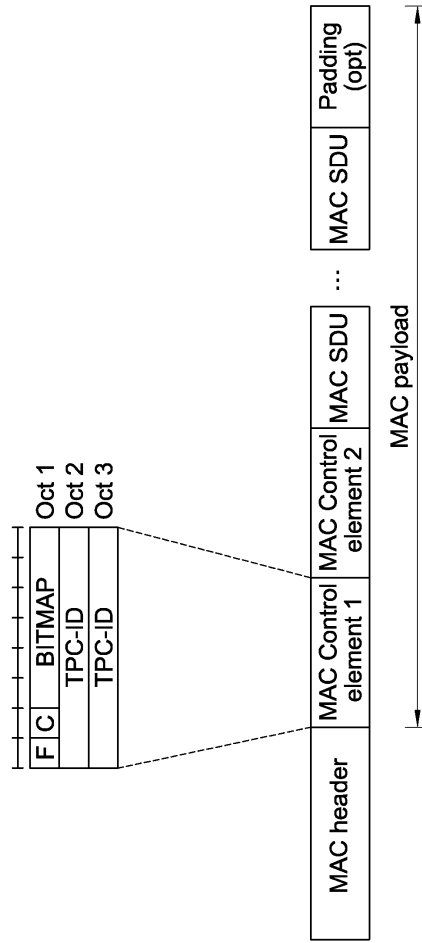 F C BITMAP Oct 1
TPC-ID Oct 2
TPC-ID Oct 3
MAC header
MAC Control
element 1
MAC Control
element 2
MAC SDU
...
MAC SDU
Padding
(opt)
MAC payload